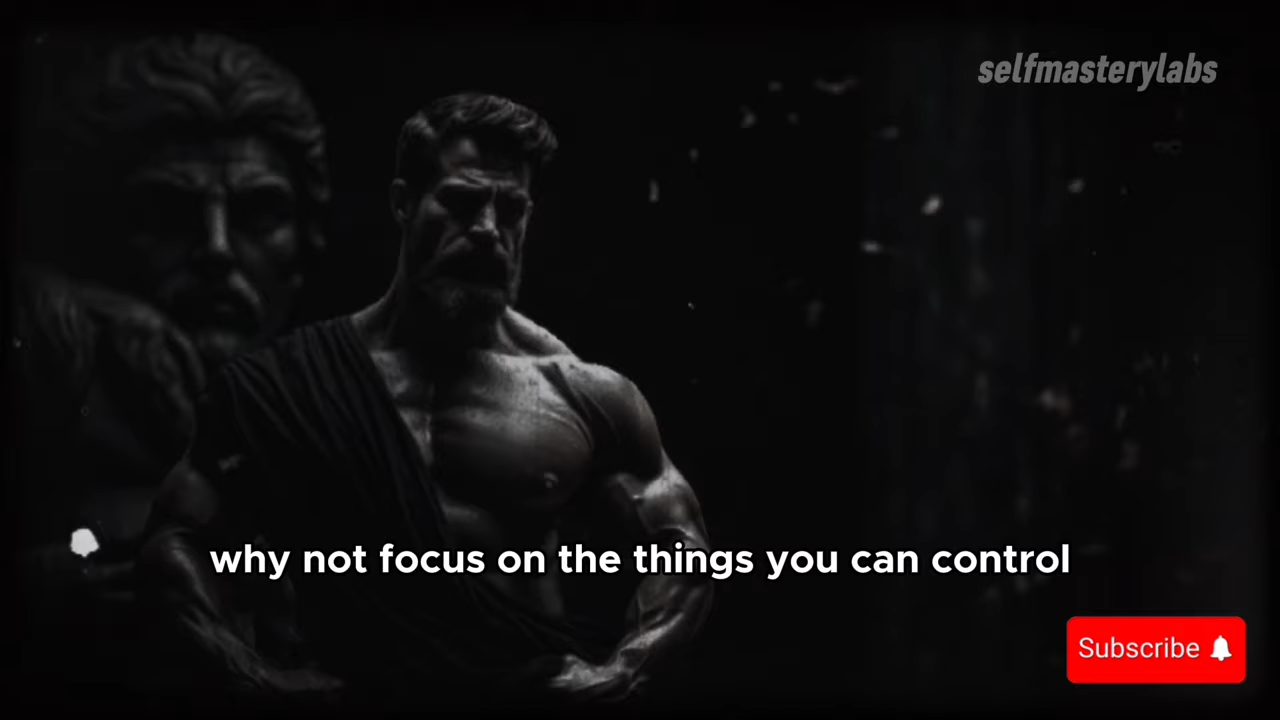 selfmasterylabs
why not focus on the things you can control
Subscribe